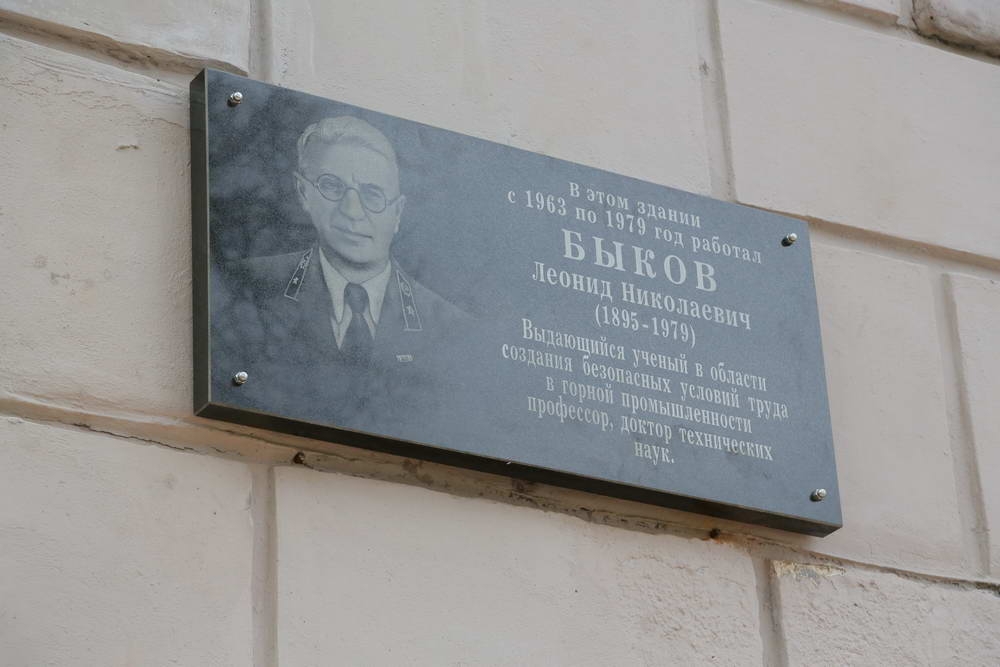 В этом здании
с 1963 по 1979 год работал
БЫКОВ
Леонид Николаевич
(1895-1979)
Выдающийся ученый в области
создания безопасных условий труда
в горной промышленности
профессор, доктор технических
наук.